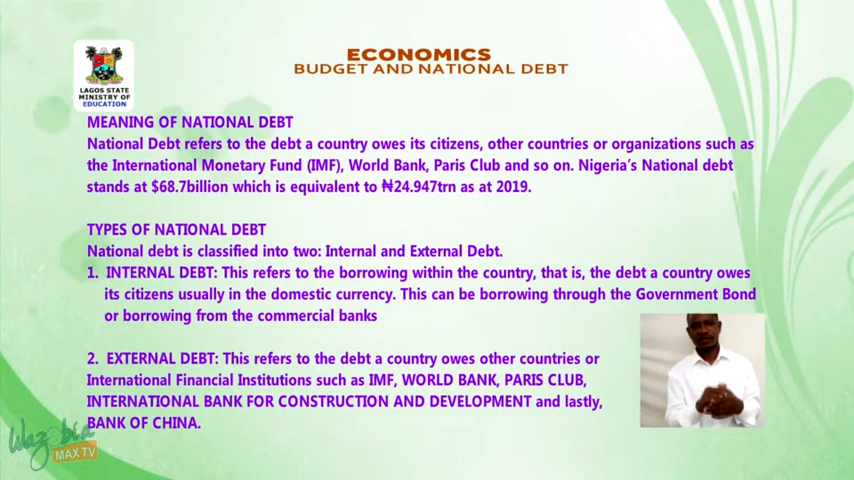 LAGOS STATE
MINISTRY OF
EDUCATION
ECONOMICS
BUDGET AND NATIONAL DEBT
MEANING OF NATIONAL DEBT
National Debt refers to the debt a country owes its citizens, other countries or organizations such as
the International Monetary Fund (IMF), World Bank, Paris Club and so on. Nigeria's National debt
stands at $68.7billion which is equivalent to ₦24.947trn as at 2019.
TYPES OF NATIONAL DEBT
National debt is classified into two: Internal and External Debt.
1. INTERNAL DEBT: This refers to the borrowing within the country, that is, the debt a country owes
its citizens usually in the domestic currency. This can be borrowing through the Government Bond
or borrowing from the commercial banks
2. EXTERNAL DEBT: This refers to the debt a country owes other countries or
International Financial Institutions such as IMF, WORLD BANK, PARIS CLUB,
INTERNATIONAL BANK FOR CONSTRUCTION AND DEVELOPMENT and lastly,
BANK OF CHINA.
Wazobia
MAX TV